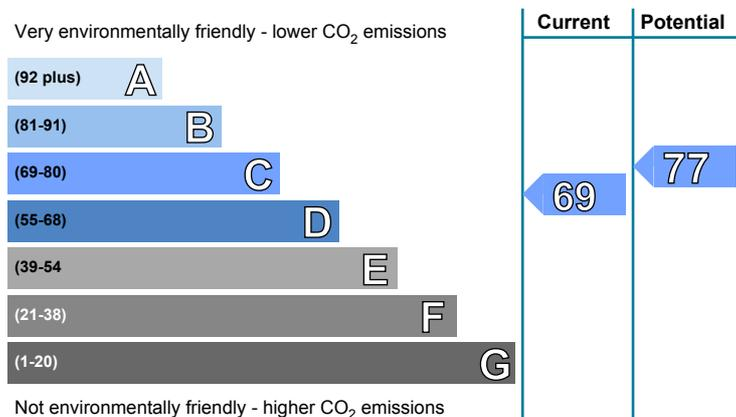 Current Potential
Very environmentally friendly - lower CO2 emissions
(92 plus) A
(81-91) B
(69-80) C
77
69
(55-68) D
(39-54 E
(21-38) F
(1-20) G
Not environmentally friendly - higher CO2 emissions